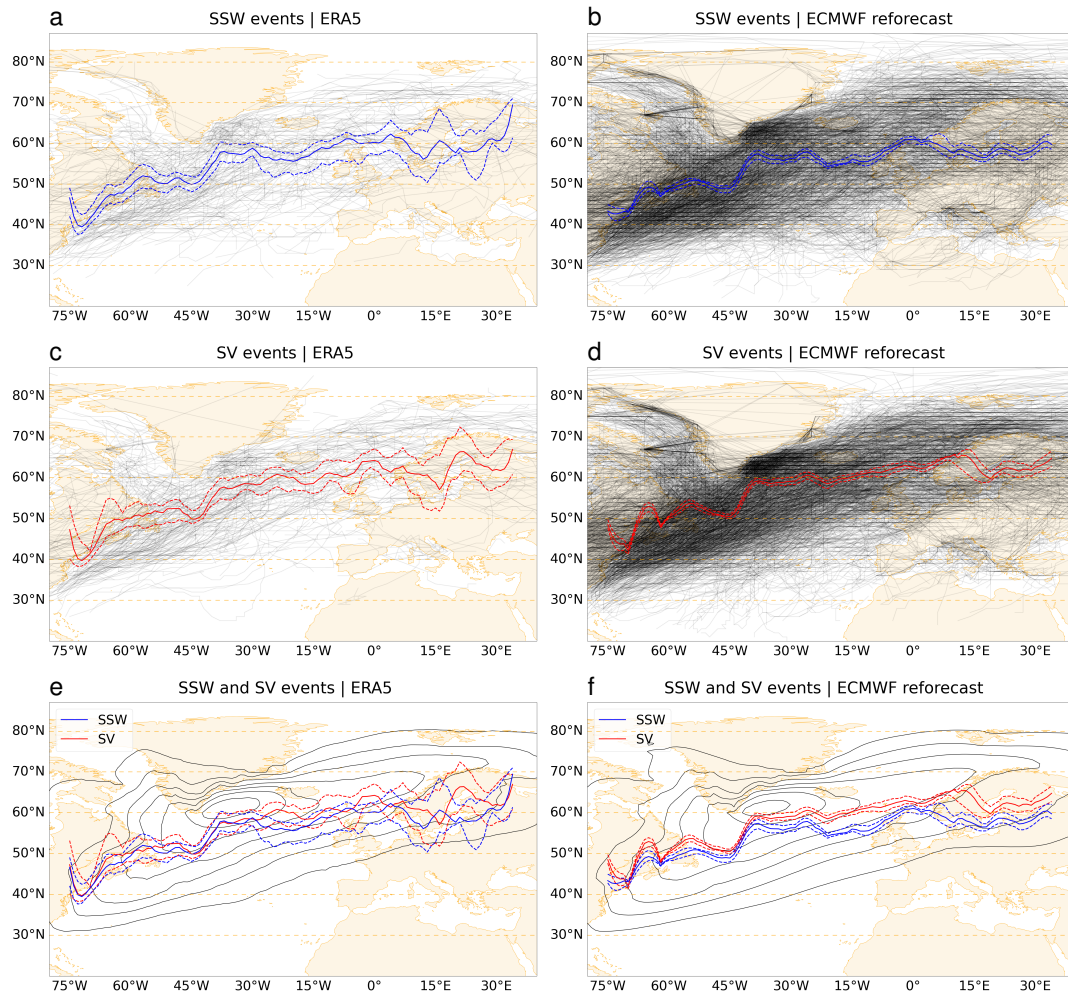 a SSW events | ERA5
b SSW events | ECMWF reforecast
80°N
70°N
60°N
50°N
40°N
30°N
75°W 60°W 45°W 30°W 15°W 0° 15°E 30°E
80°N
70°N
60°N
50°N
40°N
30°N
75°W 60°W 45°W 30°W 15°W 0° 15°E 30°E
c SV events | ERA5
d SV events | ECMWF reforecast
80°N
70°N
60°N
50°N
40°N
30°N
75°W 60°W 45°W 30°W 15°W 0° 15°E 30°E
80°N
70°N
60°N
50°N
40°N
30°N
75°W 60°W 45°W 30°W 15°W 0° 15°E 30°E
e SSW and SV events | ERA5
f SSW and SV events | ECMWF reforecast
SSW
SV
80°N
70°N
60°N
50°N
40°N
30°N
75°W 60°W 45°W 30°W 15°W 0° 15°E 30°E
SSW
SV
80°N
70°N
60°N
50°N
40°N
30°N
75°W 60°W 45°W 30°W 15°W 0° 15°E 30°E